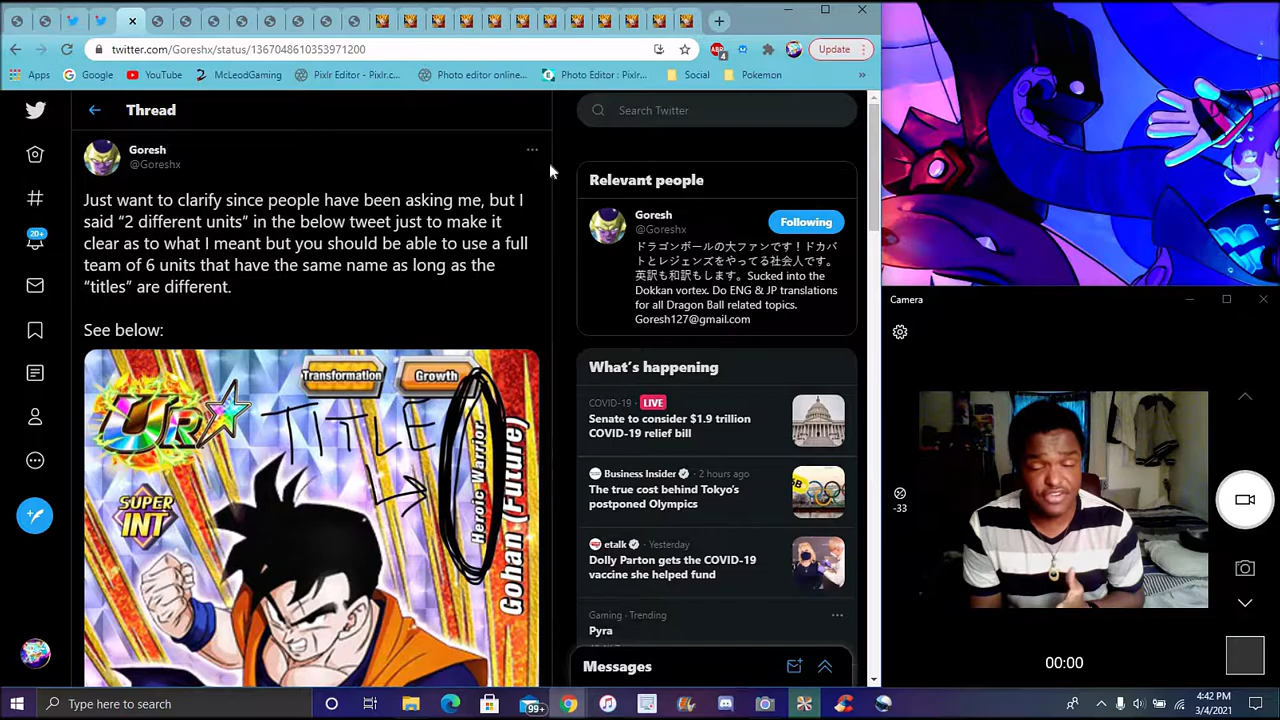 Update
twitter.com/Goreshx/status/1367048610353971200
4
Apps
Google
YouTube
McLeodGaming
Pixlr Editor - Pixlr.c...
Photo editor online...
Photo Editor : Pixlr...
Social
Pokemon
»
Thread
Search Twitter
Goresh
@Goreshx
Just want to clarify since people have been asking me, but I
said “2 different units” in the below tweet just to make it
clear as to what I meant but you should be able to use a full
team of 6 units that have the same name as long as the
“titles” are different.
See below:
Transformation
Growth
UR
TITLE
SUPER
INT
Heroic Warrior
Gohan (Future)
20+
Relevant people
Goresh
@Goreshx
Following
ドラゴンボールの大ファンです！ドカバ
トとレジェンズをやってる社会人です。
英訳も和訳もします。Sucked into the
Dokkan vortex. Do ENG & JP translations
for all Dragon Ball related topics.
Goresh127@gmail.com
What’s happening
COVID-19 · LIVE
Senate to consider $1.9 trillion
COVID-19 relief bill
Business Insider · 2 hours ago
The true cost behind Tokyo’s
postponed Olympics
etalk · Yesterday
Dolly Parton gets the COVID-19
vaccine she helped fund
Gaming · Trending
Pyra
Messages
Camera
-33
00:00
Type here to search
99+
4:42 PM
3/4/2021